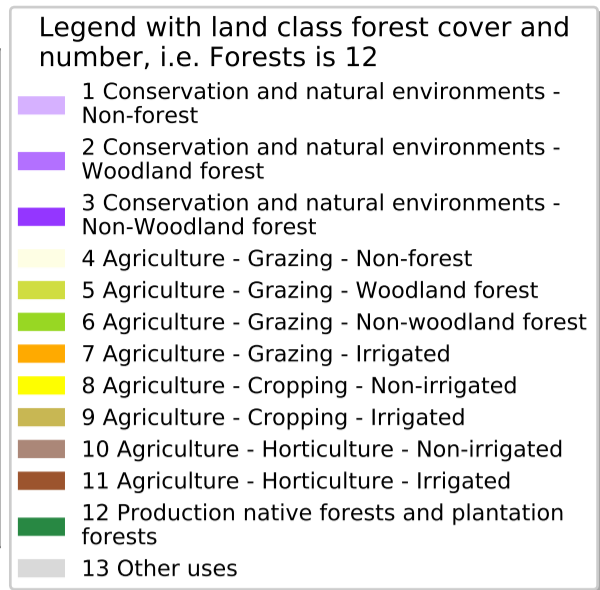 Legend with land class forest cover and
number, i.e. Forests is 12
1 Conservation and natural environments -
Non-forest
2 Conservation and natural environments -
Woodland forest
3 Conservation and natural environments -
Non-Woodland forest
4 Agriculture - Grazing - Non-forest
5 Agriculture - Grazing - Woodland forest
6 Agriculture - Grazing - Non-woodland forest
7 Agriculture - Grazing - Irrigated
8 Agriculture - Cropping - Non-irrigated
9 Agriculture - Cropping - Irrigated
10 Agriculture - Horticulture - Non-irrigated
11 Agriculture - Horticulture - Irrigated
12 Production native forests and plantation
forests
13 Other uses